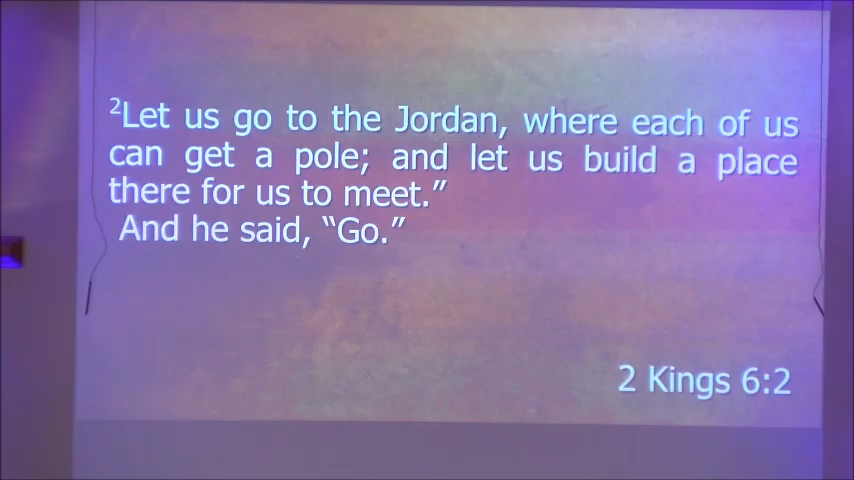 ²Let us go to the Jordan, where each of us
can get a pole; and let us build a place
there for us to meet.”
And he said, “Go.”
2 Kings 6:2